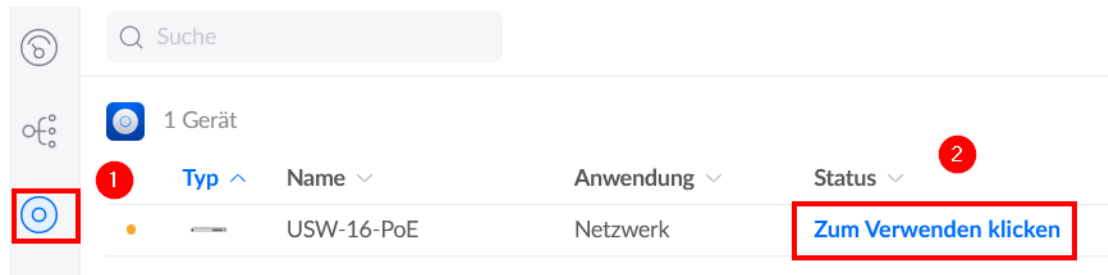 Suche
1 Gerät
1
2
Typ Name Anwendung Status
USW-16-PoE Netzwerk Zum Verwenden klicken